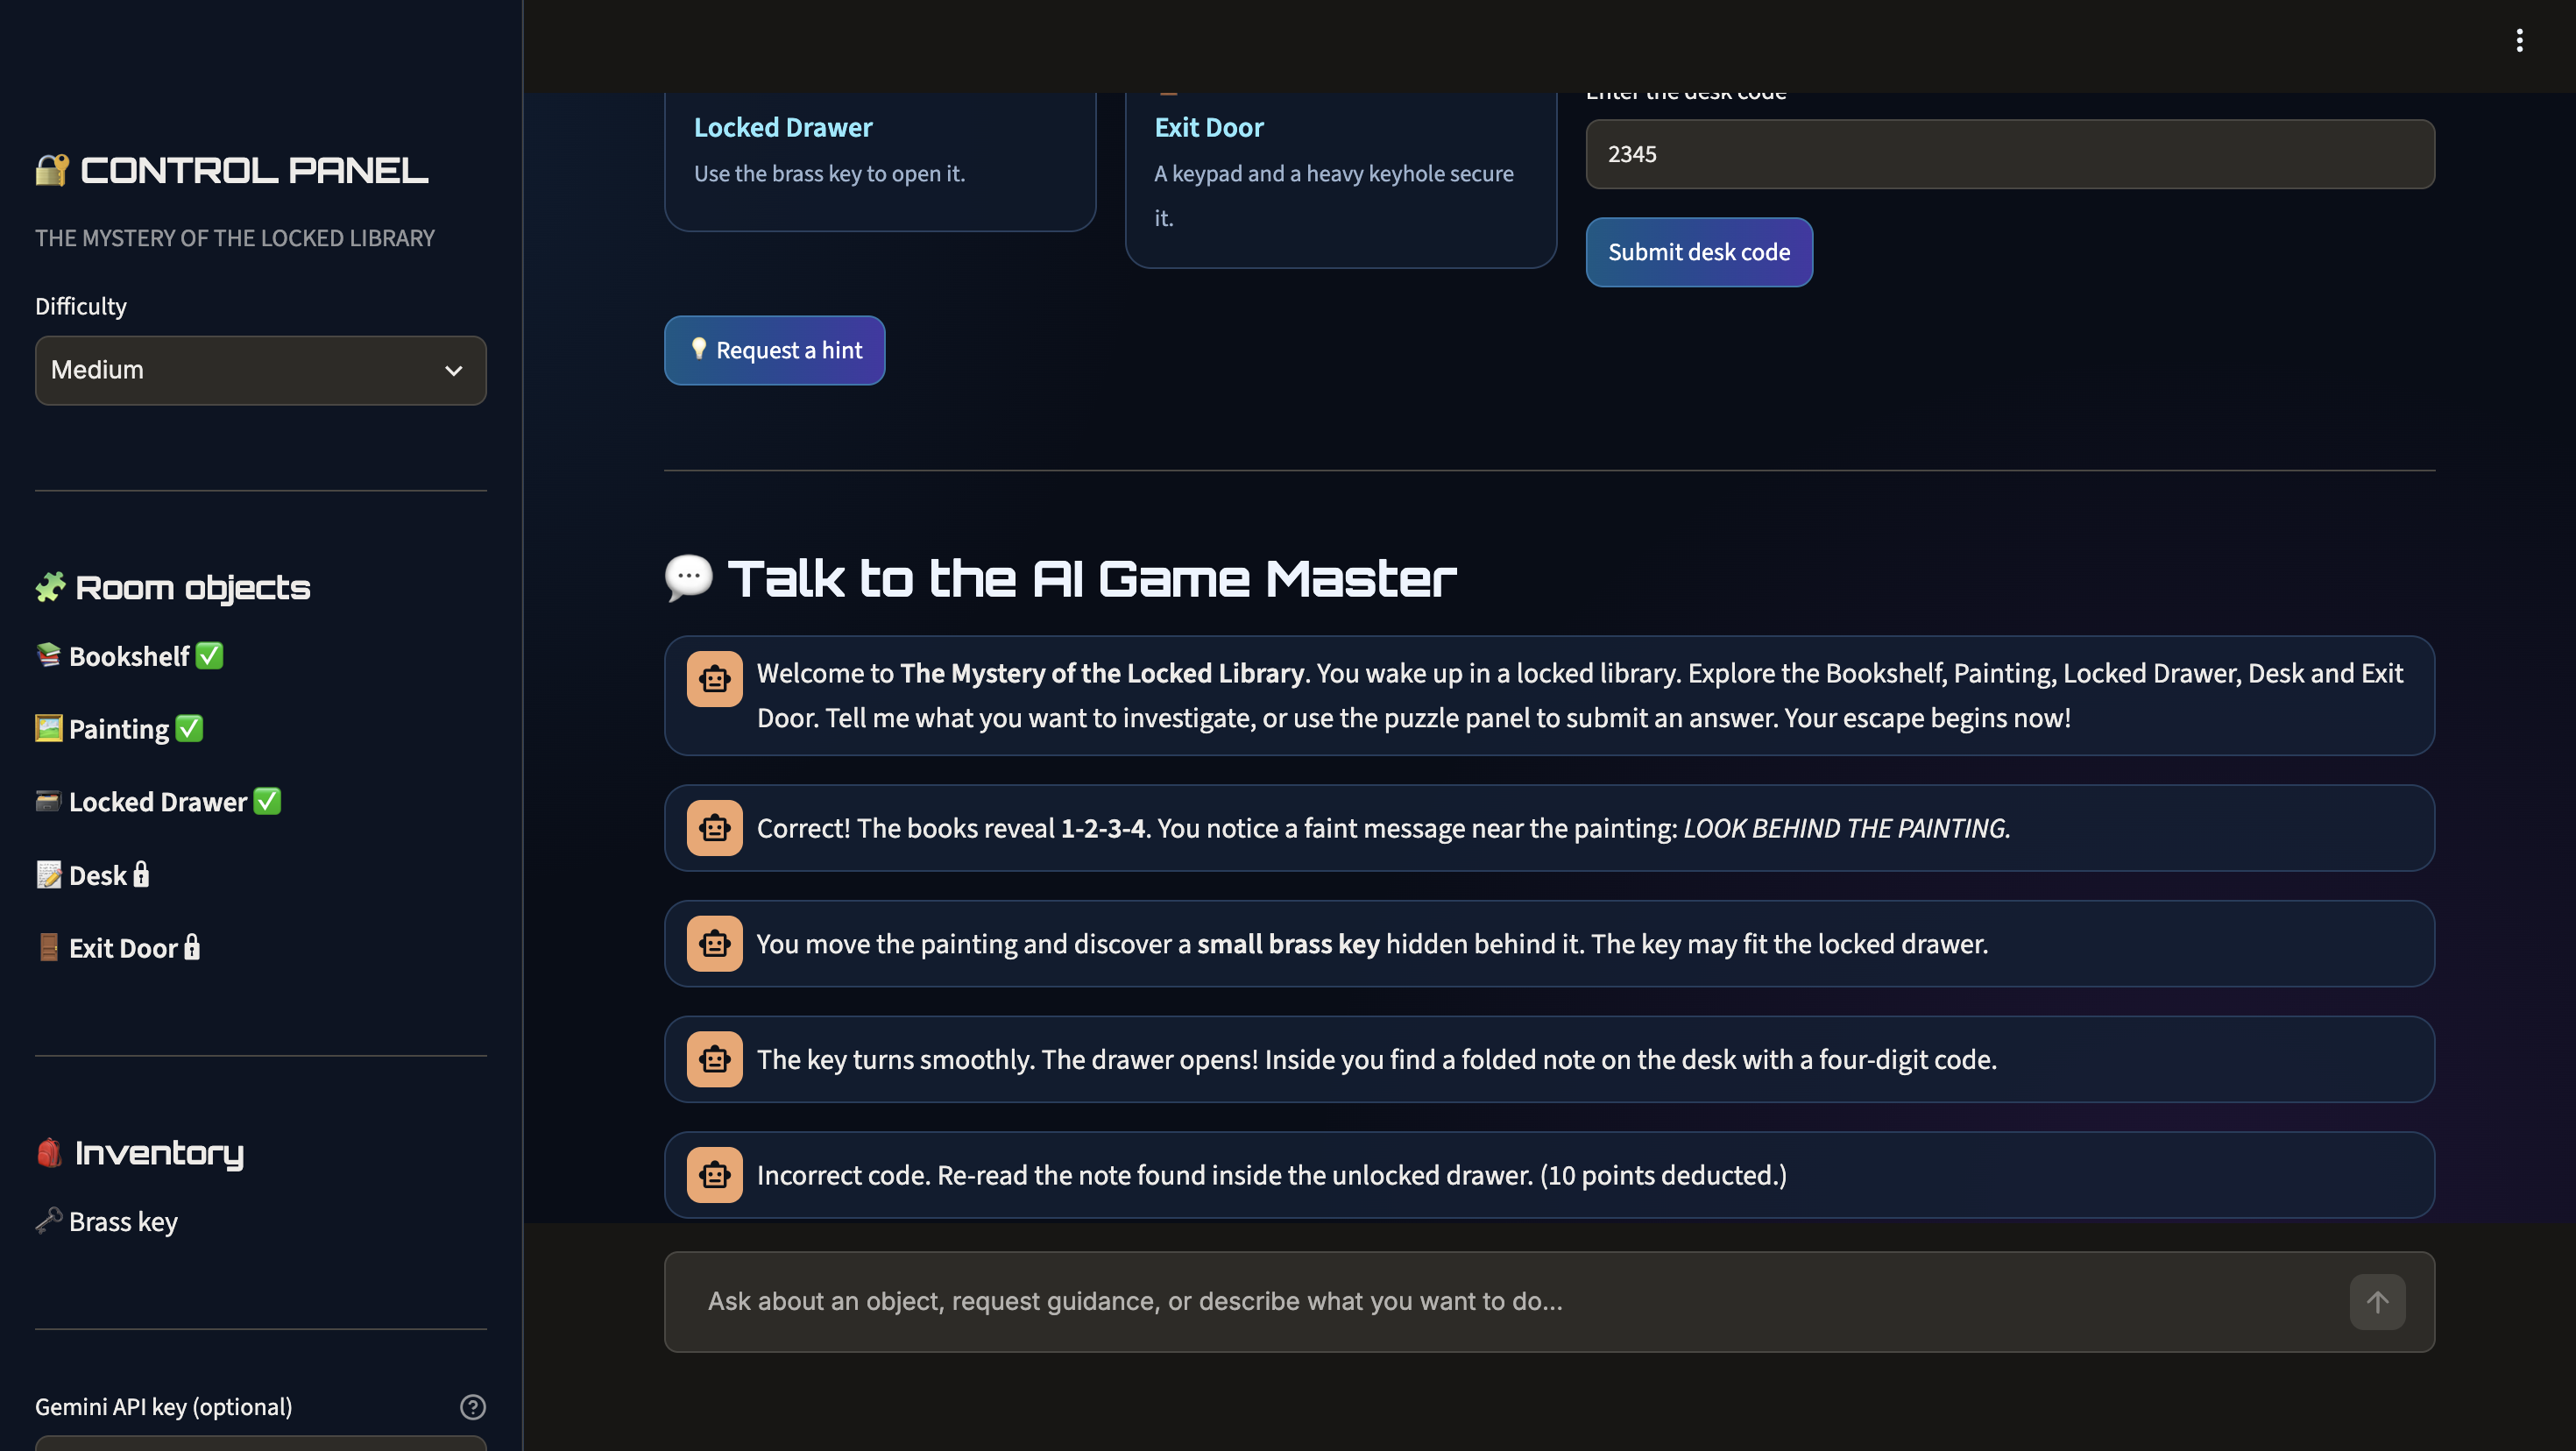 CONTROL PANEL
THE MYSTERY OF THE LOCKED LIBRARY
Difficulty
Medium
Room objects
Bookshelf
Painting
Locked Drawer
Desk
Exit Door
Inventory
Brass key
Gemini API key (optional)
Locked Drawer
Use the brass key to open it.
Exit Door
A keypad and a heavy keyhole secure
it.
Enter the desk code
2345
Submit desk code
Request a hint
Talk to the AI Game Master
Welcome to The Mystery of the Locked Library. You wake up in a locked library. Explore the Bookshelf, Painting, Locked Drawer, Desk and Exit
Door. Tell me what you want to investigate, or use the puzzle panel to submit an answer. Your escape begins now!
Correct! The books reveal 1-2-3-4. You notice a faint message near the painting: LOOK BEHIND THE PAINTING.
You move the painting and discover a small brass key hidden behind it. The key may fit the locked drawer.
The key turns smoothly. The drawer opens! Inside you find a folded note on the desk with a four-digit code.
Incorrect code. Re-read the note found inside the unlocked drawer. (10 points deducted.)
Ask about an object, request guidance, or describe what you want to do...